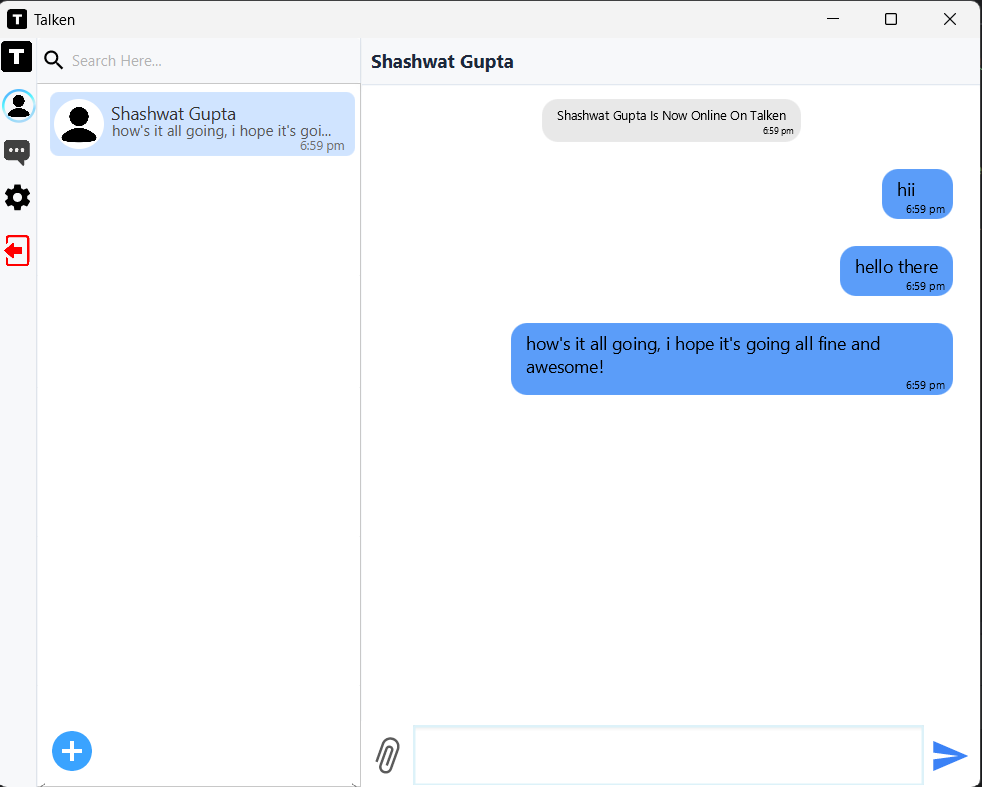 T Talken
T
Search Here...
Shashwat Gupta
how's it all going, i hope it's goi...
6:59 pm
Shashwat Gupta
Shashwat Gupta Is Now Online On Talken
6:59 pm
hii
6:59 pm
hello there
6:59 pm
how's it all going, i hope it's going all fine and
awesome!
6:59 pm